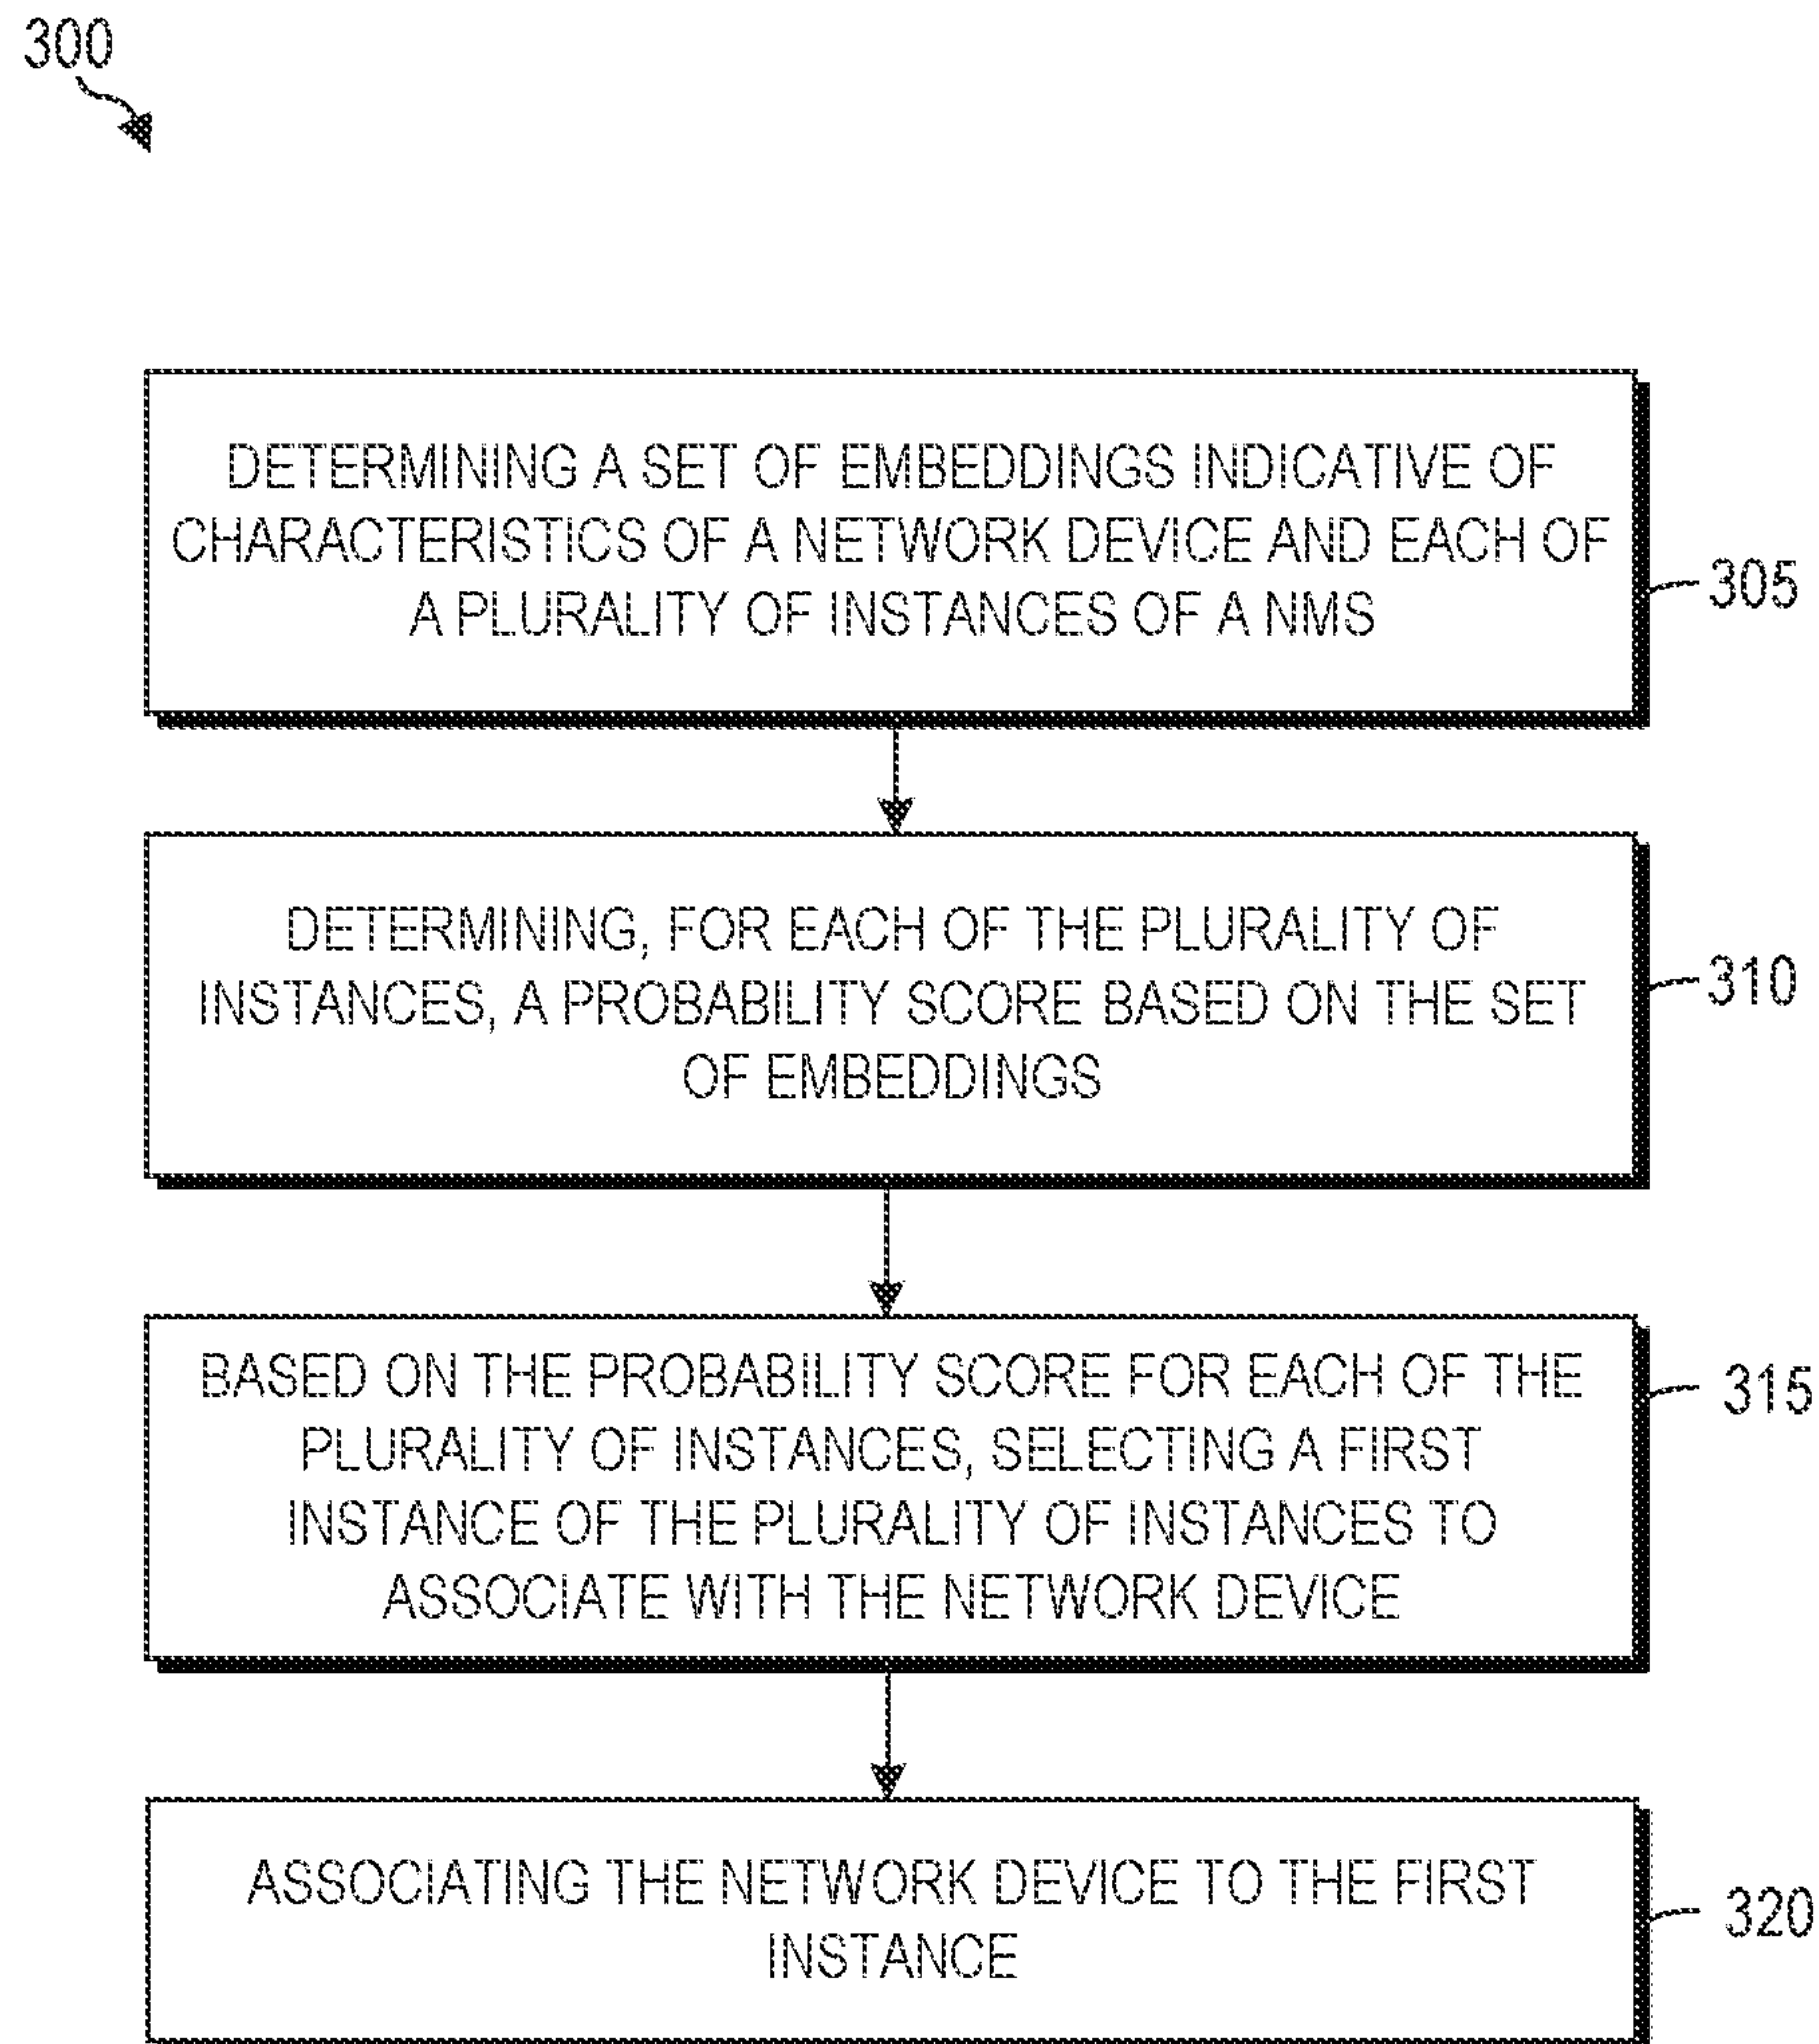 300
DETERMINING A SET OF EMBEDDINGS INDICATIVE OF
CHARACTERISTICS OF A NETWORK DEVICE AND EACH OF
A PLURALITY OF INSTANCES OF A NMS
305
DETERMINING, FOR EACH OF THE PLURALITY OF
INSTANCES, A PROBABILITY SCORE BASED ON THE SET
OF EMBEDDINGS
310
BASED ON THE PROBABILITY SCORE FOR EACH OF THE
PLURALITY OF INSTANCES, SELECTING A FIRST
INSTANCE OF THE PLURALITY OF INSTANCES TO
ASSOCIATE WITH THE NETWORK DEVICE
315
ASSOCIATING THE NETWORK DEVICE TO THE FIRST
INSTANCE
320